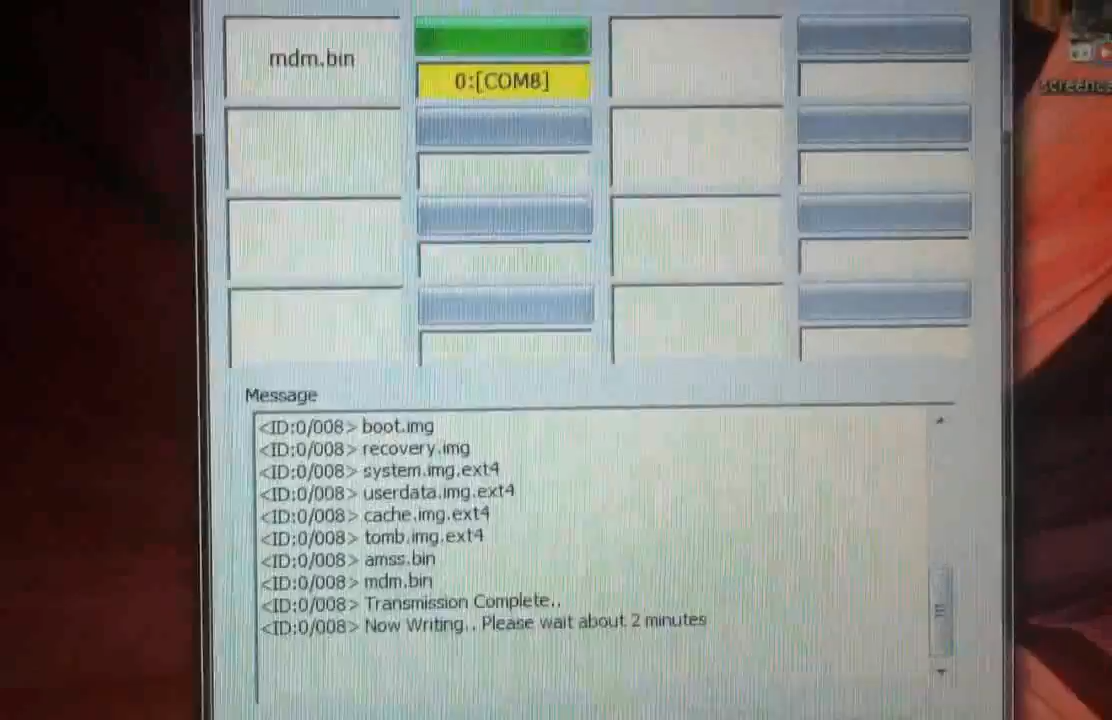 mdm.bin
0:[COM8]
Message
<ID:0/008> boot.img
<ID:0/008> recovery.img
<ID:0/008> system.img.ext4
<ID:0/008> userdata.img.ext4
<ID:0/008> cache.img.ext4
<ID:0/008> tomb.img.ext4
<ID:0/008> amss.bin
<ID:0/008> mdm.bin
<ID:0/008> Transmission Complete..
<ID:0/008> Now Writing.. Please wait about 2 minutes